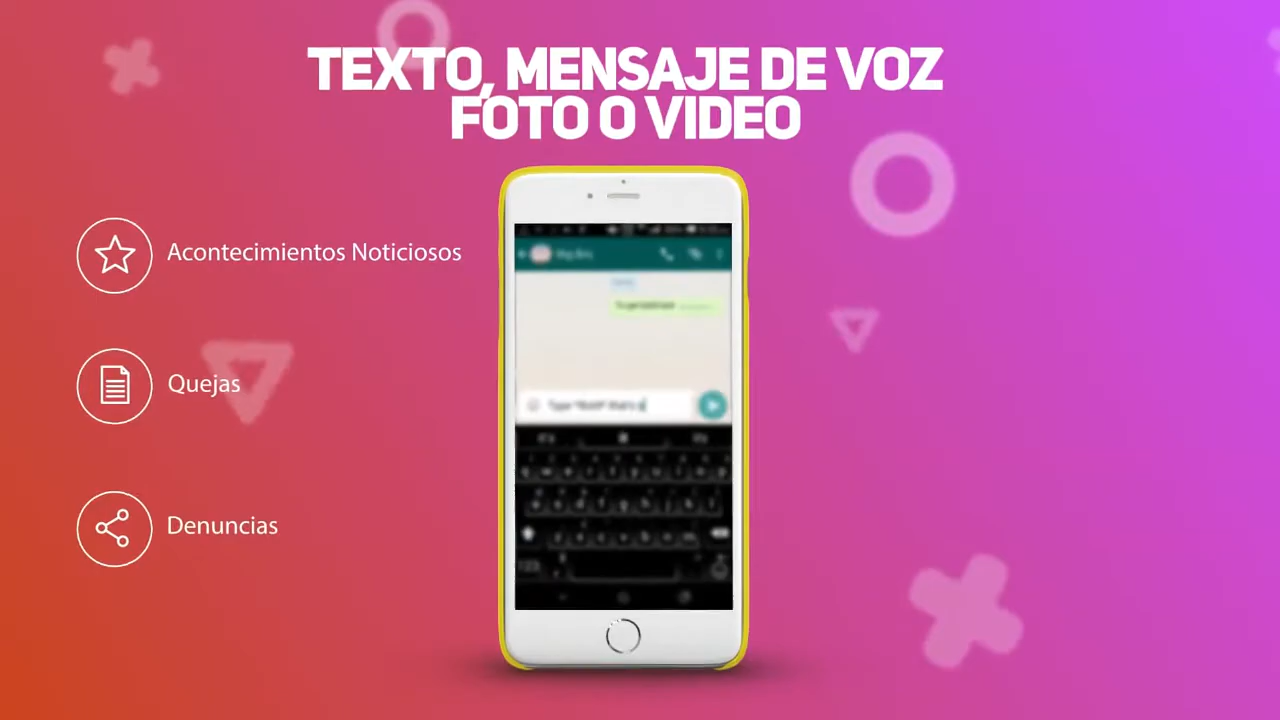 TEXTO, MENSAJE DE VOZ
FOTO O VIDEO
Acontecimientos Noticiosos
Quejas
Denuncias